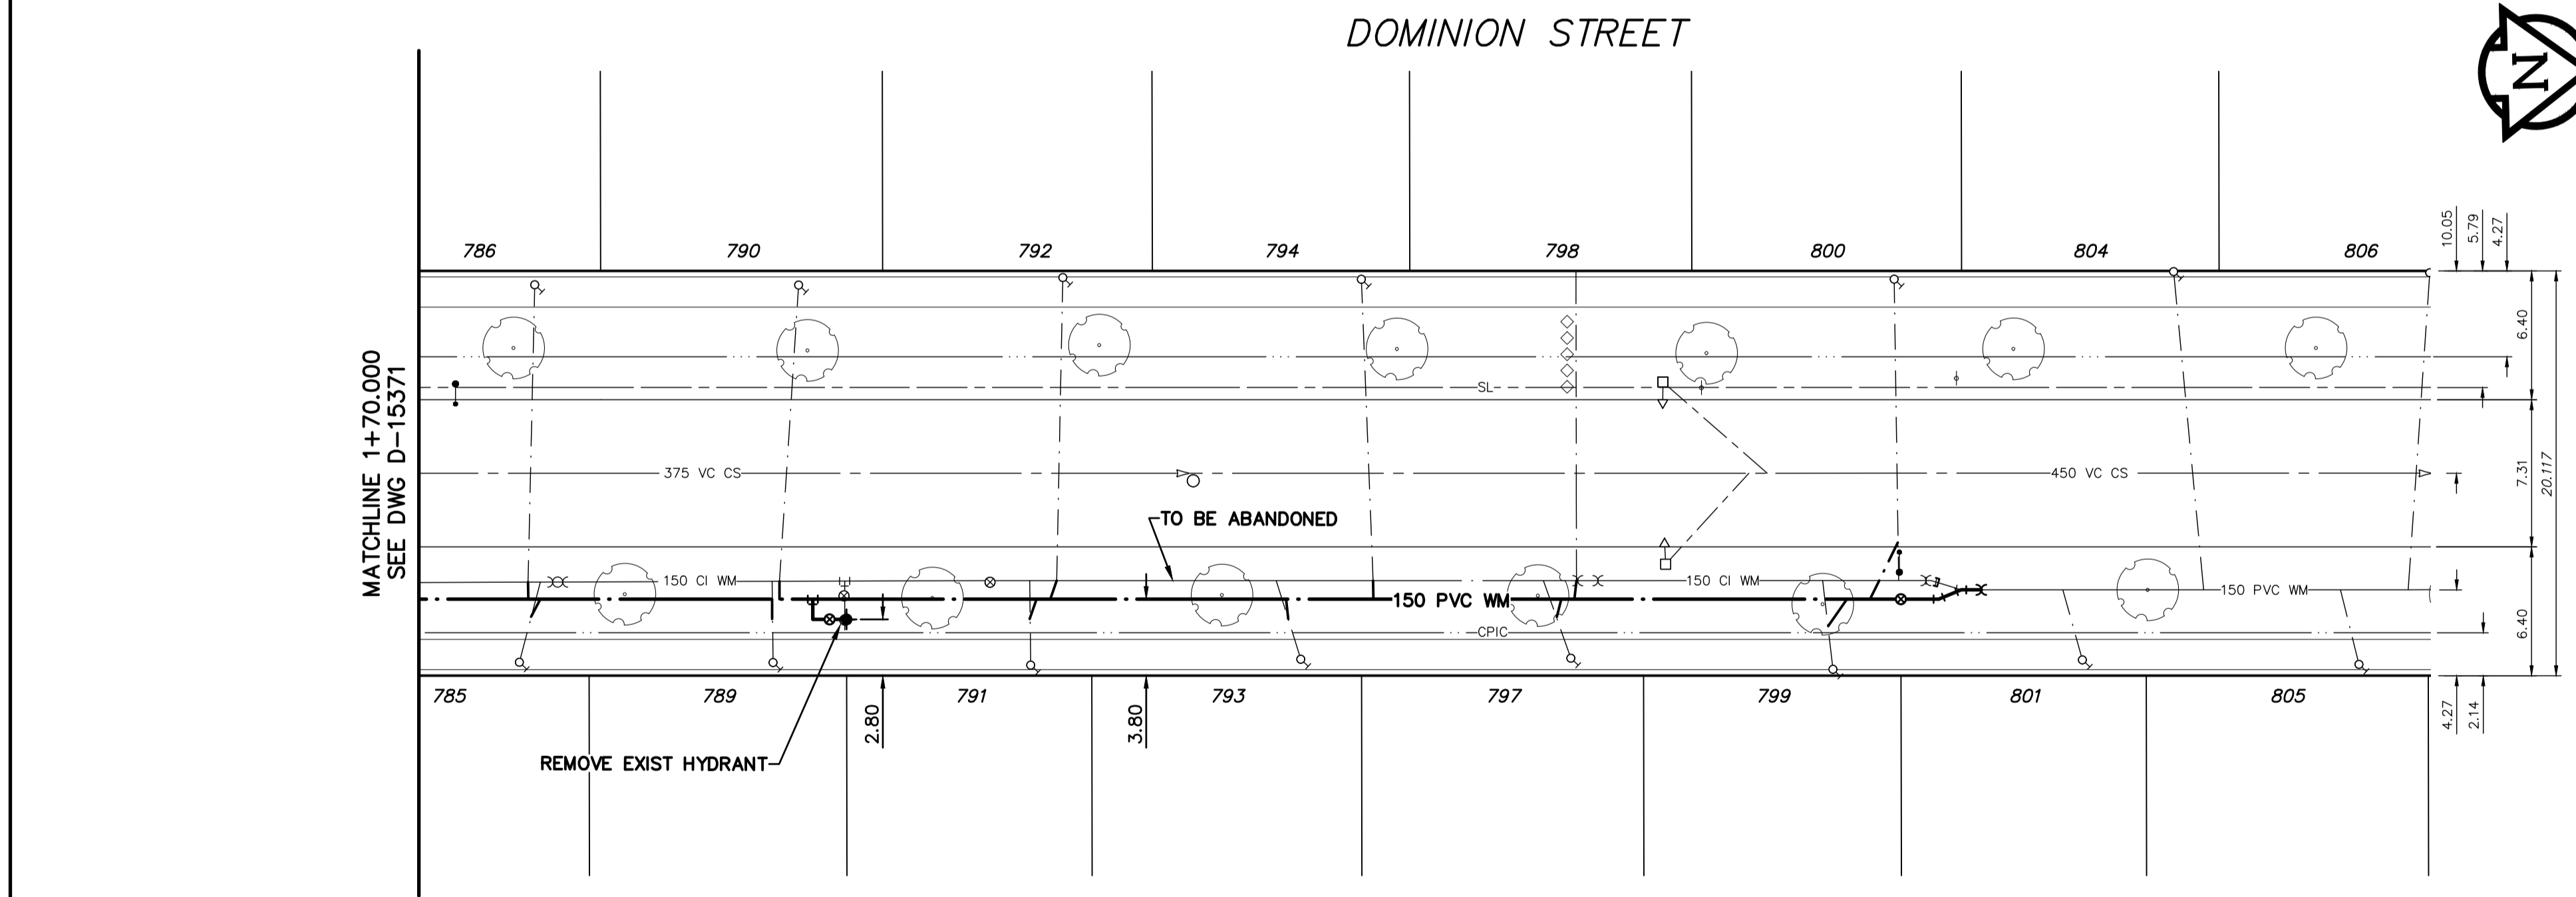 DOMINION STREET
N
786 790 792 794 798 800 804 806
10.05 5.79 4.27
MATCHLINE 1+70.000
SEE DWG D-15371
SL
6.40
375 VC CS 450 VC CS
7.31
20.117
TO BE ABANDONED
150 CI WM 150 CI WM 150 PVC WM
150 PVC WM
CPIC
6.40
785 789 791 793 797 799 801 805
2.80 3.80 4.27 2.14
REMOVE EXIST HYDRANT